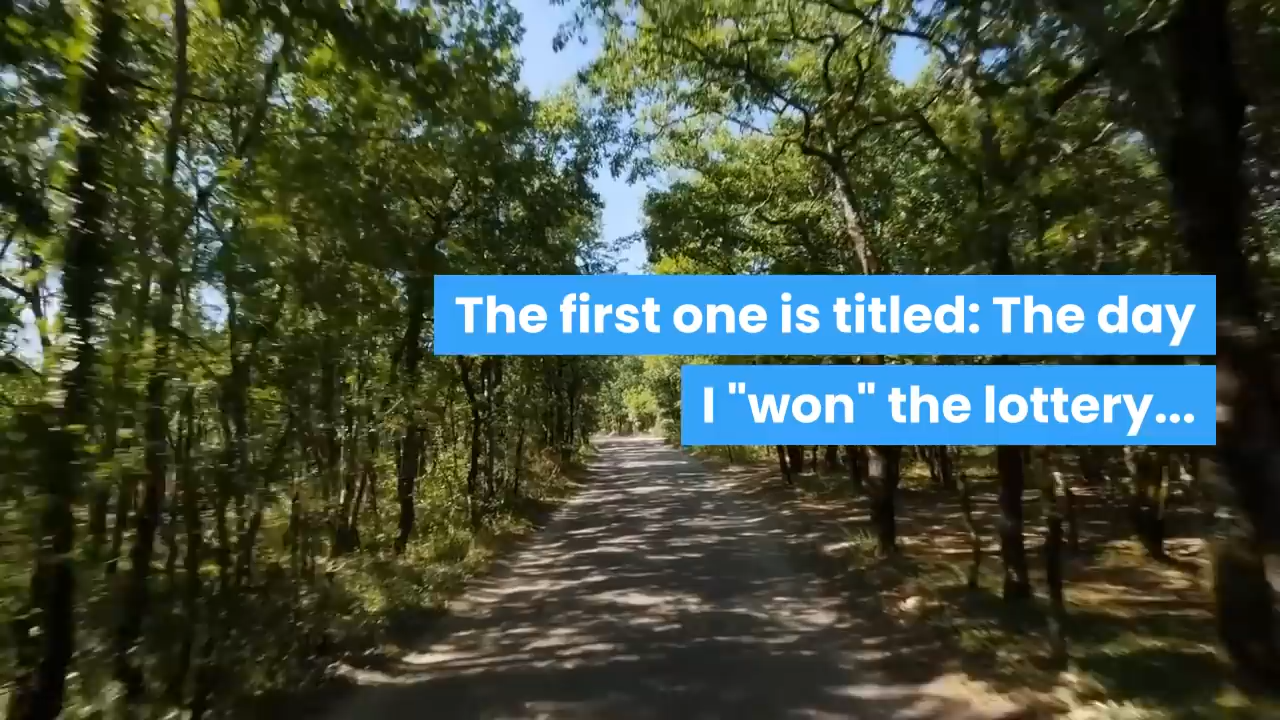 The first one is titled: The day
I "won" the lottery...